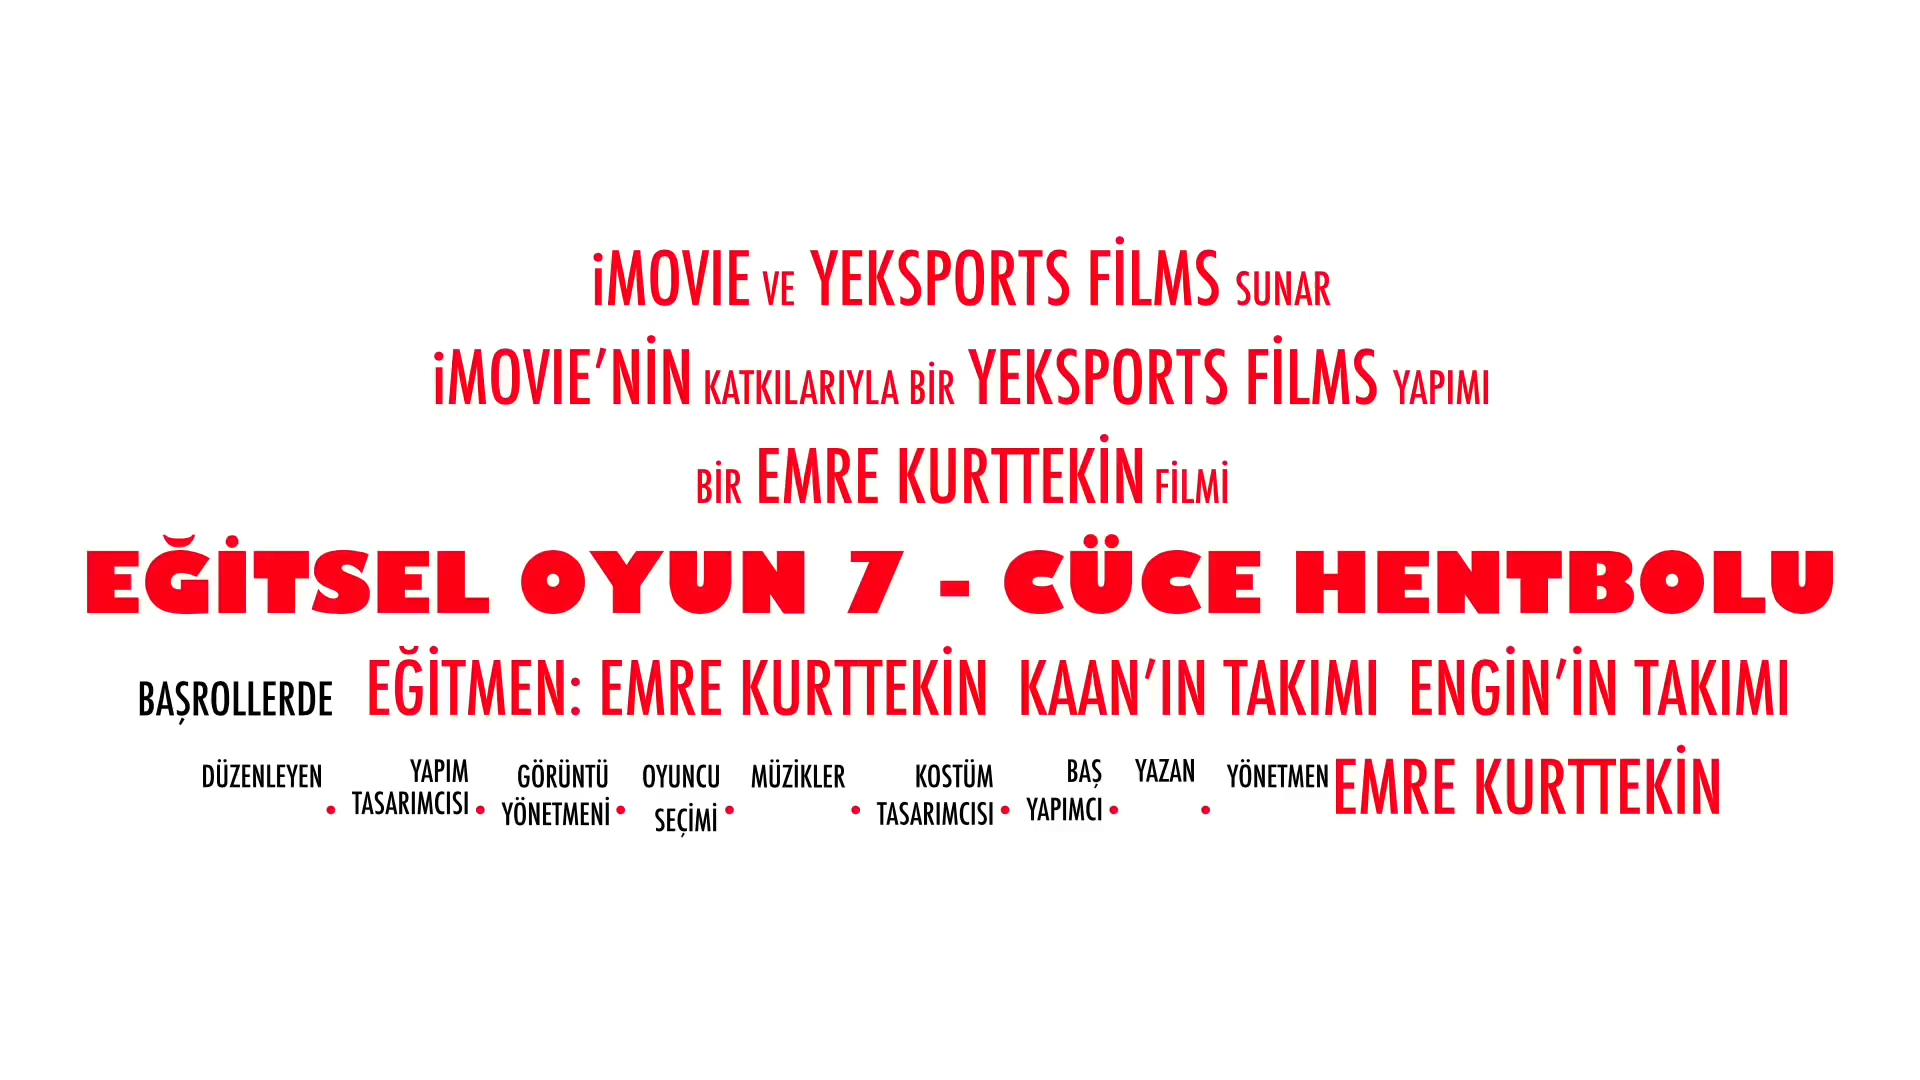 iMOVIE VE YEKSPORTS FİLMS SUNAR
iMOVIE’NİN KATKILARIYLA BİR YEKSPORTS FİLMS YAPIMI
BİR EMRE KURTTEKİN FİLMİ
EĞİTSEL OYUN 7 - CÜCE HENTBOLU
BAŞROLLERDE EĞİTMEN: EMRE KURTTEKİN KAAN’IN TAKIMI ENGİN’İN TAKIMI
DÜZENLEYEN • YAPIM TASARIMCISI • GÖRÜNTÜ YÖNETMENİ • OYUNCU SEÇİMİ • MÜZİKLER • KOSTÜM TASARIMCISI • BAŞ YAPIMCI • YAZAN • YÖNETMEN EMRE KURTTEKİN